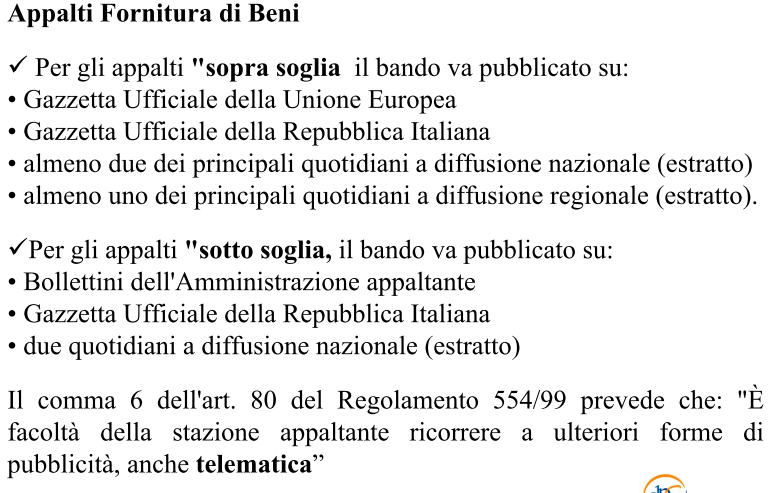 Appalti Fornitura di Beni
✓ Per gli appalti "sopra soglia il bando va pubblicato su:
• Gazzetta Ufficiale della Unione Europea
• Gazzetta Ufficiale della Repubblica Italiana
• almeno due dei principali quotidiani a diffusione nazionale (estratto)
• almeno uno dei principali quotidiani a diffusione regionale (estratto).
✓Per gli appalti "sotto soglia, il bando va pubblicato su:
• Bollettini dell'Amministrazione appaltante
• Gazzetta Ufficiale della Repubblica Italiana
• due quotidiani a diffusione nazionale (estratto)
Il comma 6 dell'art. 80 del Regolamento 554/99 prevede che: "È
facoltà della stazione appaltante ricorrere a ulteriori forme di
pubblicità, anche telematica”